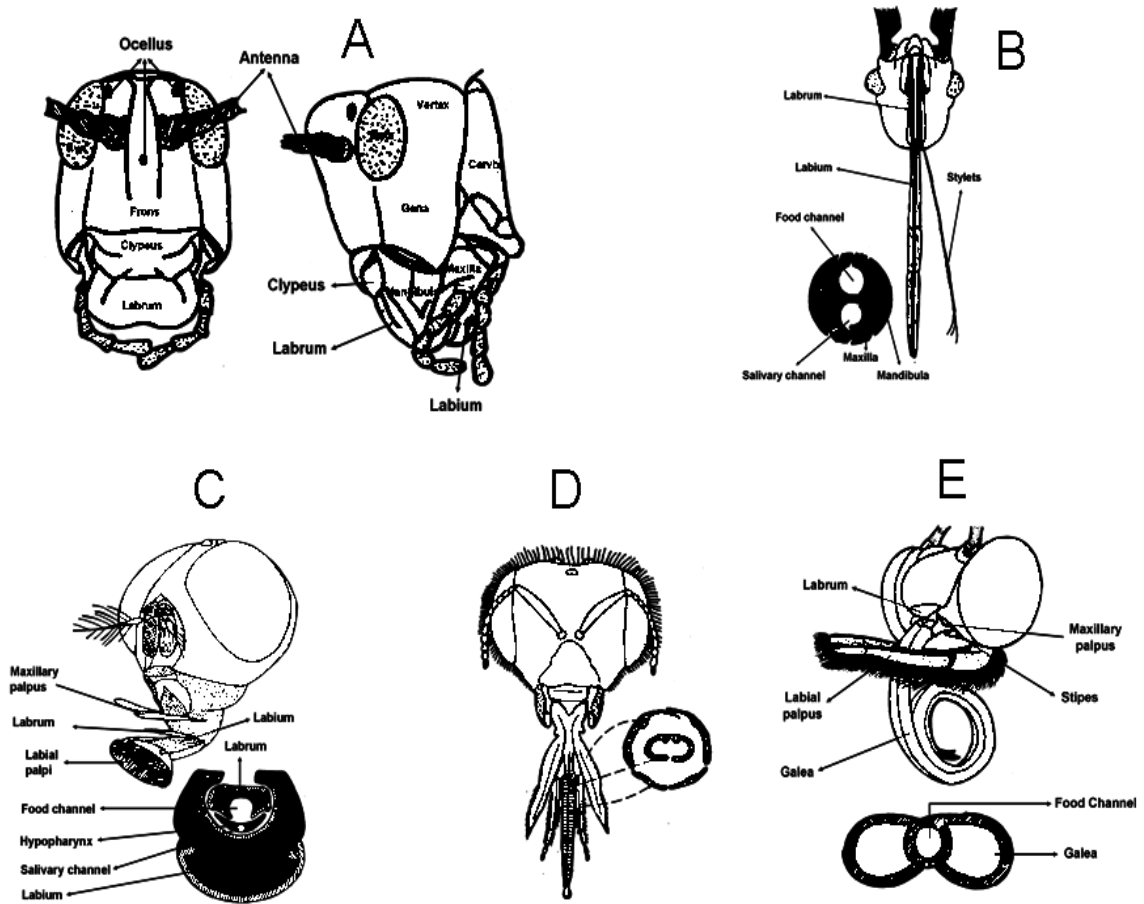 A
Ocellus
Antenna
Vertex
Gena
Frons
Clypeus
Labrum
Maxilla
Clypeus
Labrum
Labium
B
Labrum
Labium
Stylets
Food channel
Maxilla
Salivary channel
Mandibula
C
Maxillary
palpus
Labrum
Labium
Labrum
Labial
palpi
Food channel
Hypopharynx
Salivary channel
Labium
D
E
Labrum
Maxillary
palpus
Labial
palpus
Stipes
Galea
Food Channel
Galea